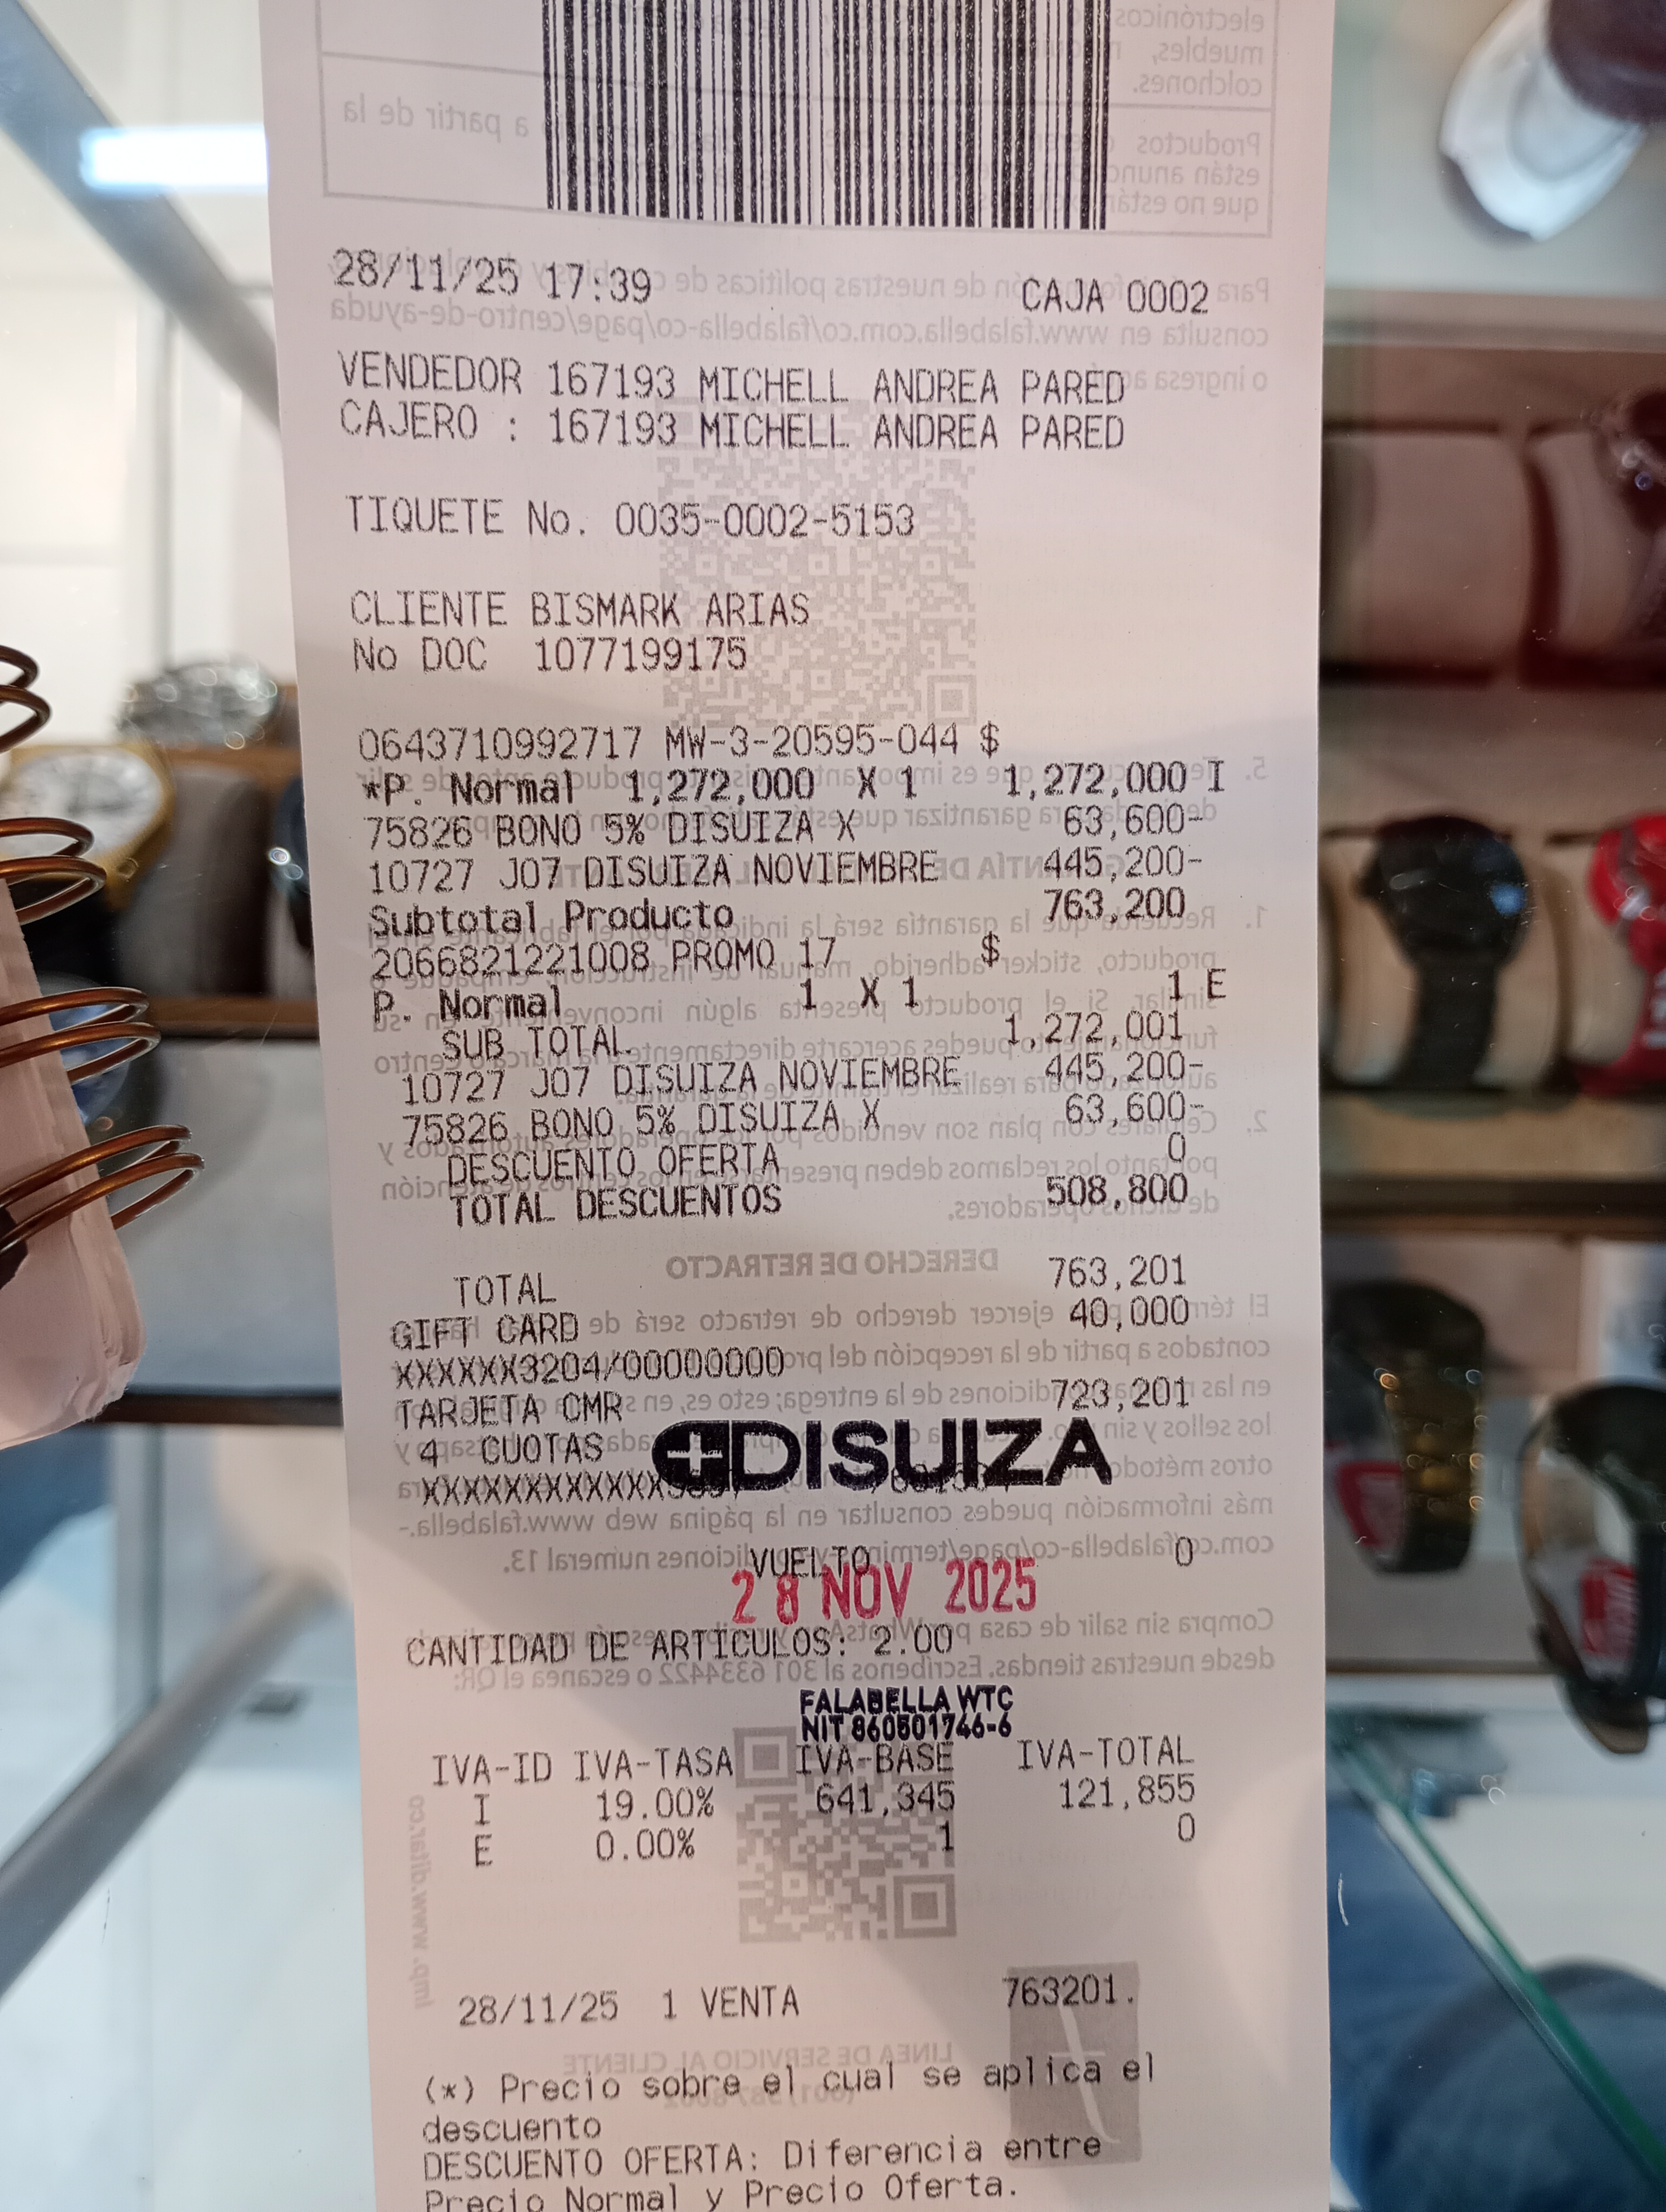 28/11/25 17:39 CAJA 0002
VENDEDOR 167193 MICHELL ANDREA PARED
CAJERO : 167193 MICHELL ANDREA PARED
TIQUETE No. 0035-0002-5153
CLIENTE BISMARK ARIAS
No DOC 1077199175
0643710992717 MW-3-20595-044 $
*P. Normal 1,272,000 X 1 1,272,000 I
75826 BONO 5% DISUIZA X 63,600-
10727 J07 DISUIZA NOVIEMBRE 445,200-
Subtotal Producto 763,200
2066821221008 PROMO 17 $
P. Normal 1 X 1 1 E
SUB TOTAL 1,272,001
10727 J07 DISUIZA NOVIEMBRE 445,200-
75826 BONO 5% DISUIZA X 63,600-
DESCUENTO OFERTA 0
TOTAL DESCUENTOS 508,800
TOTAL 763,201
GIFT CARD 40,000
XXXXXX3204/00000000
TARJETA CMR 723,201
4 CUOTAS
DISUIZA
VUELTO 0
28 NOV 2025
CANTIDAD DE ARTICULOS: 2.00
FALABELLA WTC
NIT 860501746-6
IVA-ID IVA-TASA IVA-BASE IVA-TOTAL
I 19.00% 641,345 121,855
E 0.00% 1 0
28/11/25 1 VENTA 763201.
(*) Precio sobre el cual se aplica el
descuento
DESCUENTO OFERTA: Diferencia entre
Precio Normal y Precio Oferta.